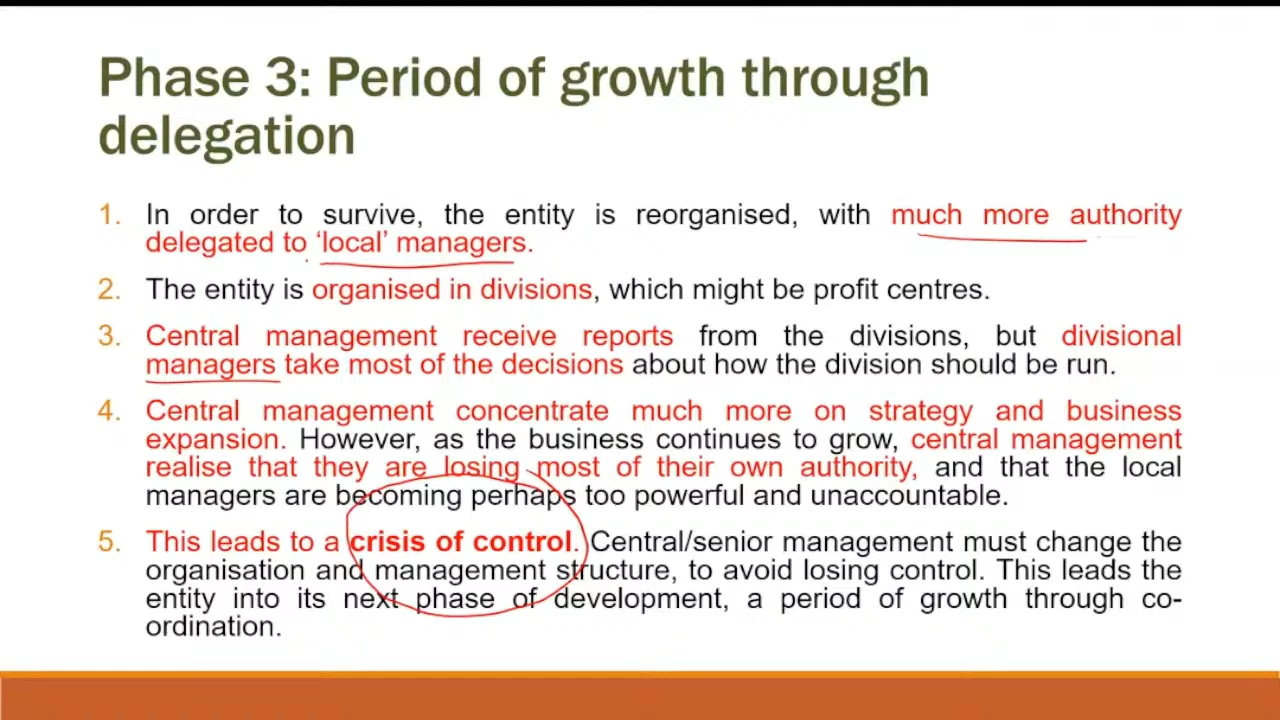 Phase 3: Period of growth through
delegation
1. In order to survive, the entity is reorganised, with much more authority
delegated to ‘local’ managers.
2. The entity is organised in divisions, which might be profit centres.
3. Central management receive reports from the divisions, but divisional
managers take most of the decisions about how the division should be run.
4. Central management concentrate much more on strategy and business
expansion. However, as the business continues to grow, central management
realise that they are losing most of their own authority, and that the local
managers are becoming perhaps too powerful and unaccountable.
5. This leads to a crisis of control. Central/senior management must change the
organisation and management structure, to avoid losing control. This leads the
entity into its next phase of development, a period of growth through co-
ordination.